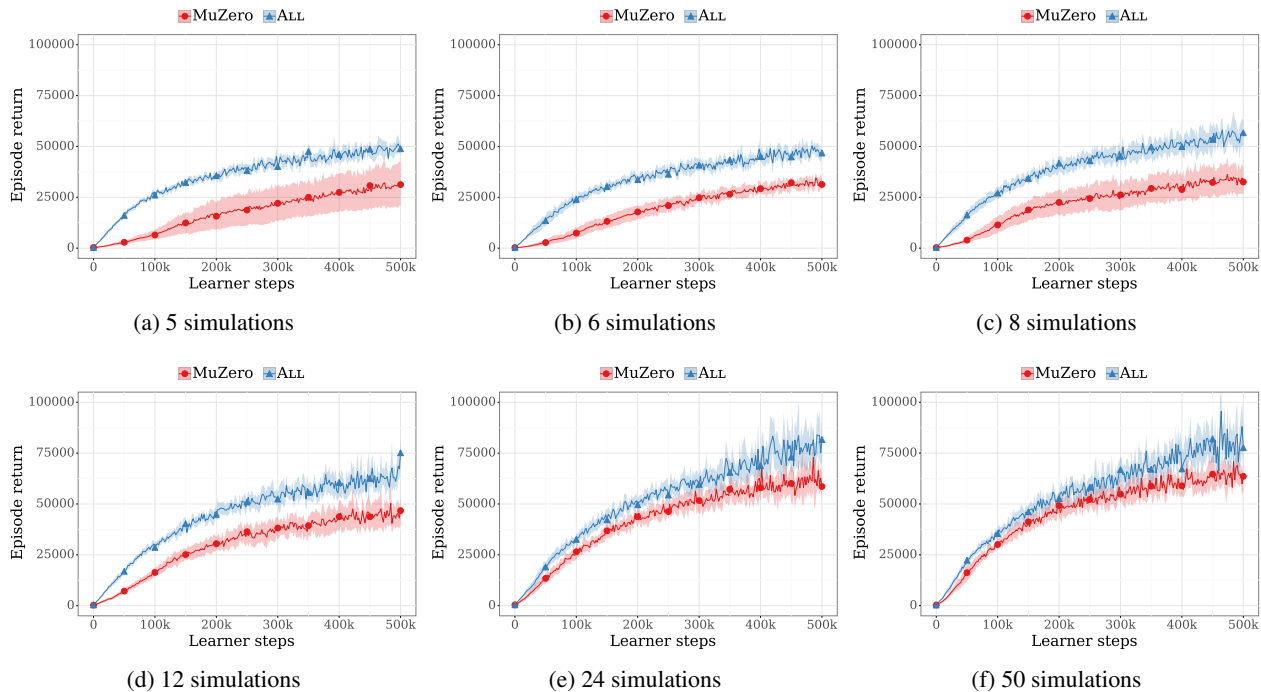 MuZero ALL
100000
75000
50000
25000
0
Episode return
0 100k 200k 300k 400k 500k
Learner steps
(a) 5 simulations
MuZero ALL
100000
75000
50000
25000
0
Episode return
0 100k 200k 300k 400k 500k
Learner steps
(b) 6 simulations
MuZero ALL
100000
75000
50000
25000
0
Episode return
0 100k 200k 300k 400k 500k
Learner steps
(c) 8 simulations
MuZero ALL
100000
75000
50000
25000
0
Episode return
0 100k 200k 300k 400k 500k
Learner steps
(d) 12 simulations
MuZero ALL
100000
75000
50000
25000
0
Episode return
0 100k 200k 300k 400k 500k
Learner steps
(e) 24 simulations
MuZero ALL
100000
75000
50000
25000
0
Episode return
0 100k 200k 300k 400k 500k
Learner steps
(f) 50 simulations